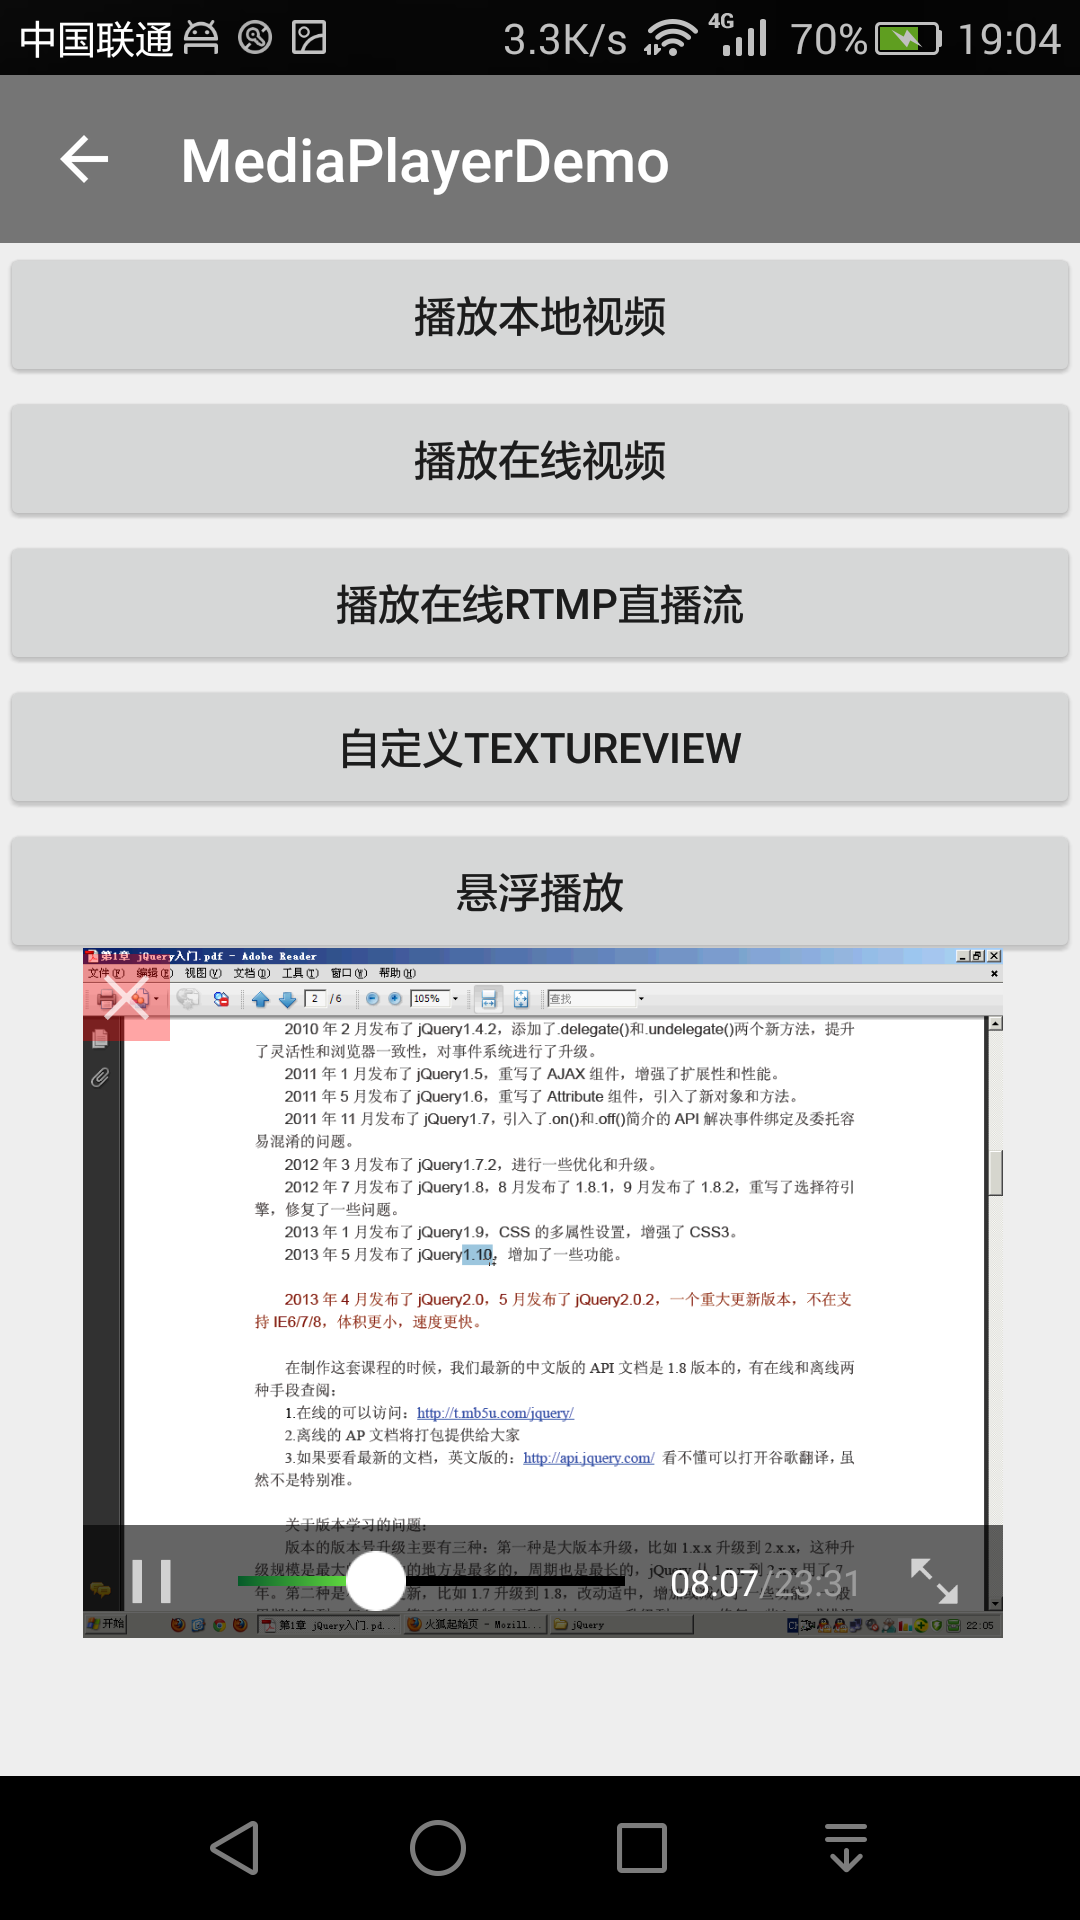 中国联通 3.3K/s 4G 70% 19:04
MediaPlayerDemo
播放本地视频
播放在线视频
播放在线RTMP直播流
自定义TEXTUREVIEW
悬浮播放
第1章 jQuery入门.pdf - Adobe Reader
文件(F) 编辑(E) 视图(V) 文档(D) 工具(T) 窗口(W) 帮助(H)
2 / 6 105% 查找
2010 年 2 月发布了 jQuery1.4.2，添加了.delegate()和.undelegate()两个新方法，提升
了灵活性和浏览器一致性，对事件系统进行了升级。
2011 年 1 月发布了 jQuery1.5，重写了 AJAX 组件，增强了扩展性和性能。
2011 年 5 月发布了 jQuery1.6，重写了 Attribute 组件，引入了新对象和方法。
2011 年 11 月发布了 jQuery1.7，引入了.on()和.off()简介的 API 解决事件绑定及委托容
易混淆的问题。
2012 年 3 月发布了 jQuery1.7.2，进行一些优化和升级。
2012 年 7 月发布了 jQuery1.8，8 月发布了 1.8.1，9 月发布了 1.8.2，重写了选择符引
擎，修复了一些问题。
2013 年 1 月发布了 jQuery1.9，CSS 的多属性设置，增强了 CSS3。
2013 年 5 月发布了 jQuery1.10，增加了一些功能。
2013 年 4 月发布了 jQuery2.0，5 月发布了 jQuery2.0.2，一个重大更新版本，不在支
持 IE6/7/8，体积更小，速度更快。
在制作这套课程的时候，我们最新的中文版的 API 文档是 1.8 版本的，有在线和离线两
种手段查阅：
1.在线的可以访问：http://t.mb5u.com/jquery/
2.离线的 AP 文档将打包提供给大家
3.如果要看最新的文档，英文版的：http://api.jquery.com/ 看不懂可以打开谷歌翻译，虽
然不是特别准。
关于版本学习的问题：
版本的版本号升级主要有三种：第一种是大版本升级，比如 1.x.x 升级到 2.x.x，这种升
级规模是最大的 的地方是最多的，周期也是最长的，jQuery 从 1.x.x 到 2.x.x 用了 7
年。第二种是 更新，比如 1.7 升级到 1.8，改动适中，增加
08:07/23:31
开始 第1章 jQuery入门.pd... 火狐起始页 - Mozill... jQuery CH 22:05